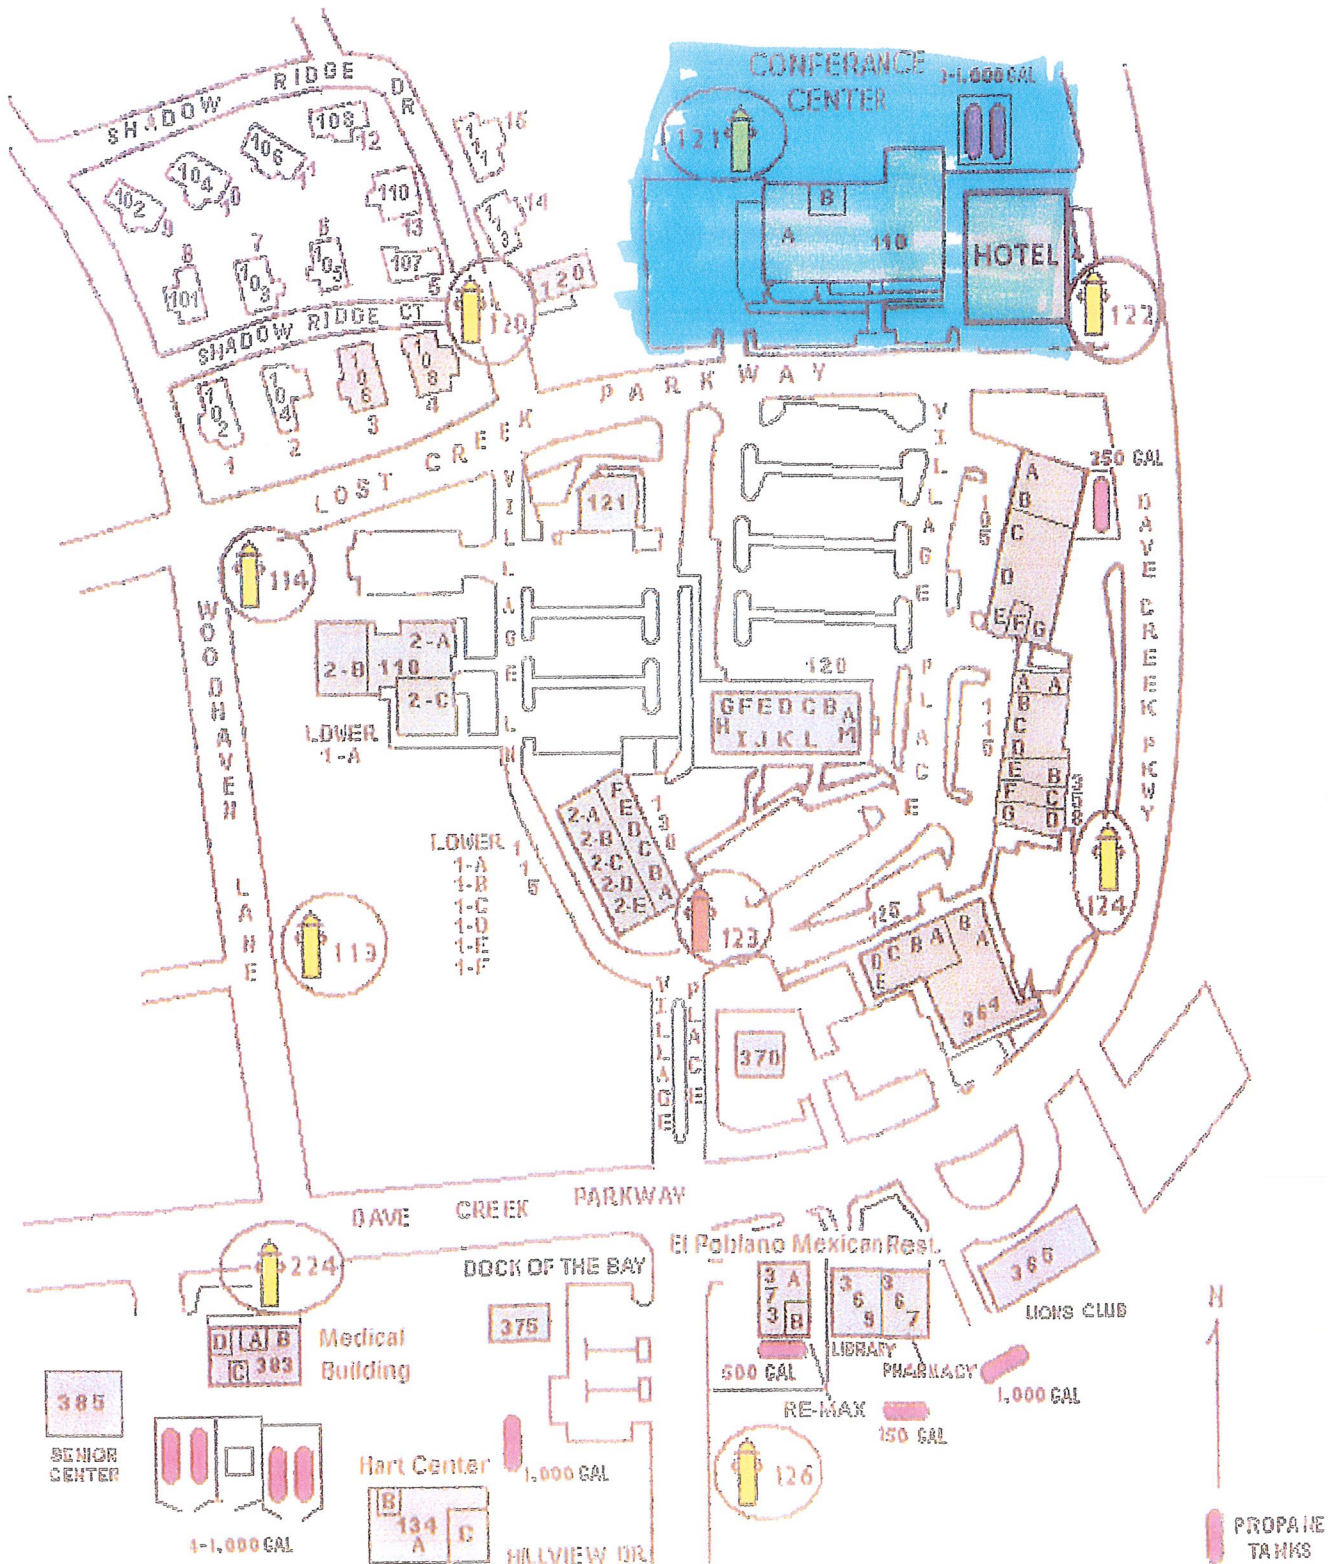 SHADOW RIDGE DR
CONFERANCE
CENTER
121
HOTEL
B
A
110
108
12
106
11
104
10
102
9
15
111
14
113
110
13
8
101
7
103
6
105
107
5
120
120
SHADOW RIDGE CT
122
102
1
104
2
106
3
108
4
LOST CREEK PARKWAY
VILLAGE LN
VILLAGE PLACE
DAVE CREEK PKWY
WOODHAVEN LANE
121
114
105
A
B
C
D
E F G
250 GAL
2-A
2-B 110
2-C
LOWER
1-A
120
G F E D C B A
H I J K L M
115
A A
B
C
D
E B
F C
G D
358
130
F
E
D
C
B
A
2-A
2-B
2-C
2-D
2-E
LOWER
1-A
1-B
1-C
1-D
1-E
1-F
115
123
124
113
125
D C B A B A
E
364
370
VILLAGE PLACE
DAVE CREEK PARKWAY
224
DOCK OF THE BAY
El Poblano Mexican Rest.
375
373
A
B
369
367
365
LIONS CLUB
LIBRARY
PHARMACY
500 GAL
1,000 GAL
RE-MAX
150 GAL
D A B
C 383
Medical
Building
385
SENIOR
CENTER
4-1,000 GAL
Hart Center
B
134
A
C
1,000 GAL
HILLVIEW DR.
126
N
PROPANE
TANKS